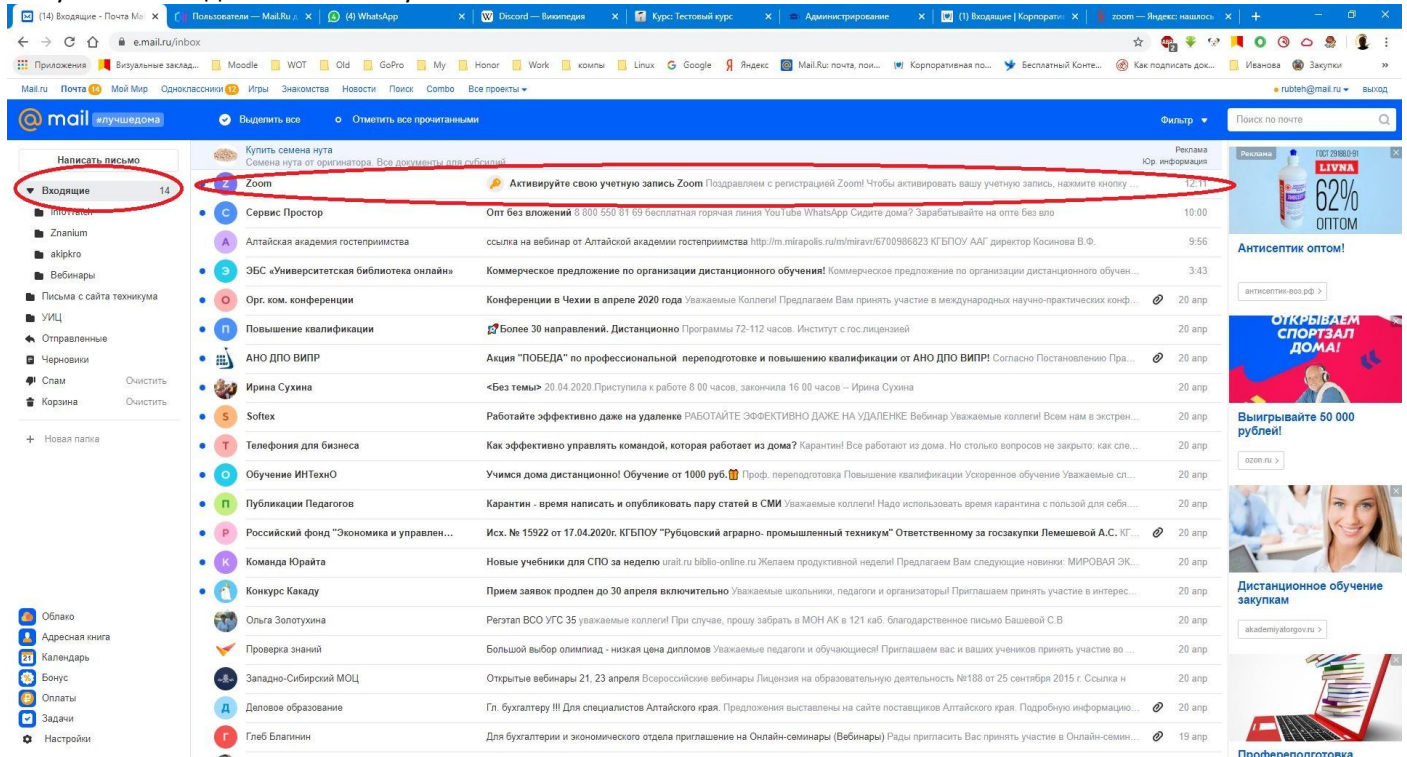 (14) Входящие - Почта Ma
Пользователи — Mail.Ru д
(4) WhatsApp
Discord — Википедия
Курс: Тестовый курс
Администрирование
(1) Входящие | Корпорати
zoom — Яндекс: нашлось
e.mail.ru/inbox
Приложения Визуальные заклад... Moodle WOT Old GoPro My Honor Work компы Linux Google Яндекс Mail.Ru: почта, пои... Корпоративная по... Бесплатный Конте... Как подписать док... Иванова Закупки »
Mail.ru Почта 14 Мой Мир Одноклассники 12 Игры Знакомства Новости Поиск Combo Все проекты rubteh@mail.ru выход
@mail #лучшедома Выделить все Отметить все прочитанными Фильтр Поиск по почте
Написать письмо
Входящие 14
InfoWatch
Znanium
akipkro
Вебинары
Письма с сайта техникума
УИЦ
Отправленные
Черновики
Спам Очистить
Корзина Очистить
+ Новая папка
Облако
Адресная книга
21 Календарь
Бонус
Оплаты
Задачи
Настройки
Купить семена нута Реклама
Семена нута от оригинатора. Все документы для субсидий Юр. информация
Z Zoom Активируйте свою учетную запись Zoom Поздравляем с регистрацией Zoom! Чтобы активировать вашу учетную запись, нажмите кнопку ... 12:11
С Сервис Простор Опт без вложений 8 800 550 81 69 бесплатная горячая линия YouTube WhatsApp Сидите дома? Зарабатывайте на опте без вло 10:00
А Алтайская академия гостеприимства ссылка на вебинар от Алтайской академии гостеприимства http://m.mirapolis.ru/m/miravr/6700986823 КГБПОУ ААГ директор Косинова В.Ф. 9:56
Э ЭБС «Университетская библиотека онлайн» Коммерческое предложение по организации дистанционного обучения! Коммерческое предложение по организации дистанционного обучен... 3:43
О Орг. ком. конференции Конференции в Чехии в апреле 2020 года Уважаемые Коллеги! Предлагаем Вам принять участие в международных научно-практических конф... 20 апр
П Повышение квалификации Более 30 направлений. Дистанционно Программы 72-112 часов. Институт с гос.лицензией 20 апр
АНО ДПО ВИПР Акция "ПОБЕДА" по профессиональной переподготовке и повышению квалификации от АНО ДПО ВИПР! Согласно Постановлению Пра... 20 апр
Ирина Сухина <Без темы> 20.04.2020.Приступила к работе 8 00 часов, закончила 16 00 часов -- Ирина Сухина 20 апр
S Softex Работайте эффективно даже на удаленке РАБОТАЙТЕ ЭФФЕКТИВНО ДАЖЕ НА УДАЛЕНКЕ Вебинар Уважаемые коллеги! Всем нам в экстрен... 20 апр
Т Телефония для бизнеса Как эффективно управлять командой, которая работает из дома? Карантин! Все работают из дома. Но столько вопросов не закрыто: как сле... 20 апр
О Обучение ИНТехнО Учимся дома дистанционно! Обучение от 1000 руб. Проф. переподготовка Повышение квалификации Ускоренное обучение Уважаемые сл... 20 апр
П Публикации Педагогов Карантин - время написать и опубликовать пару статей в СМИ Уважаемые коллеги! Надо использовать время карантина с пользой для себя... 20 апр
Р Российский фонд "Экономика и управлен... Исх. № 15922 от 17.04.2020г. КГБПОУ "Рубцовский аграрно- промышленный техникум" Ответственному за госзакупки Лемешевой А.С. КГ... 20 апр
К Команда Юрайта Новые учебники для СПО за неделю urait.ru biblio-online.ru Желаем продуктивной недели! Предлагаем Вам следующие новинки: МИРОВАЯ ЭК... 20 апр
Конкурс Какаду Прием заявок продлен до 30 апреля включительно Уважаемые школьники, педагоги и организаторы! Приглашаем принять участие в интерес... 20 апр
Ольга Золотухина Регэтап ВСО УГС 35 уважаемые коллеги! При случае, прошу забрать в МОН АК в 121 каб. благодарственное письмо Башевой С.В 20 апр
Проверка знаний Большой выбор олимпиад - низкая цена дипломов Уважаемые педагоги и обучающиеся! Приглашаем вас и ваших учеников принять участие во ... 20 апр
Западно-Сибирский МОЦ Открытые вебинары 21, 23 апреля Всероссийские вебинары Лицензия на образовательную деятельность №188 от 25 сентября 2015 г. Ссылка н 20 апр
Д Деловое образование Гл. бухгалтеру !!! Для специалистов Алтайского края. Предложения выставлены на сайте поставщиков Алтайского края. Подробную информацию... 20 апр
Г Глеб Благинин Для бухгалтерии и экономического отдела приглашение на Онлайн-семинары (Вебинары) Рады пригласить Вас принять участие в Онлайн-семин... 19 апр
Реклама
LIVNA
62%
ОПТОМ
Антисептик оптом!
антисептик-воз.рф >
ОТКРЫВАЕМ
СПОРТЗАЛ
ДОМА!
Выигрывайте 50 000
рублей!
ozon.ru >
Дистанционное обучение
закупкам
akademiyatorgov.ru >
Профереподготовка